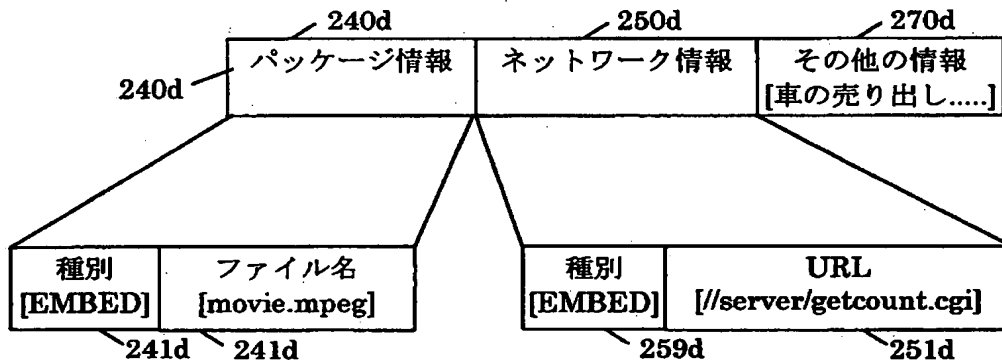 240d 250d 270d
240d
パッケージ情報 ネットワーク情報 その他の情報
[車の売り出し.....]
種別 ファイル名 種別 URL
[EMBED] [movie.mpeg] [EMBED] [//server/getcount.cgi]
241d 241d 259d 251d